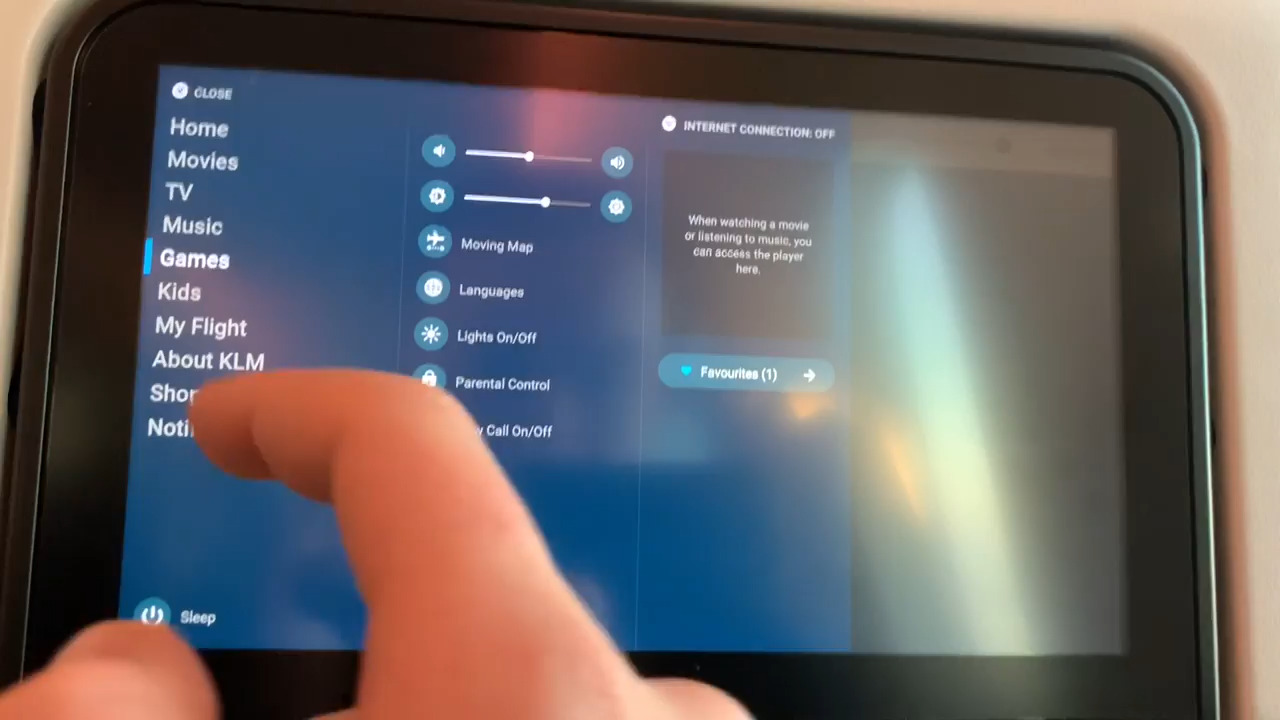 CLOSE
Home
Movies
TV
Music
Games
Kids
My Flight
About KLM
Sleep
Moving Map
Languages
Lights On/Off
Parental Control
Call On/Off
INTERNET CONNECTION: OFF
When watching a movie
or listening to music, you
can access the player
here.
Favourites (1)